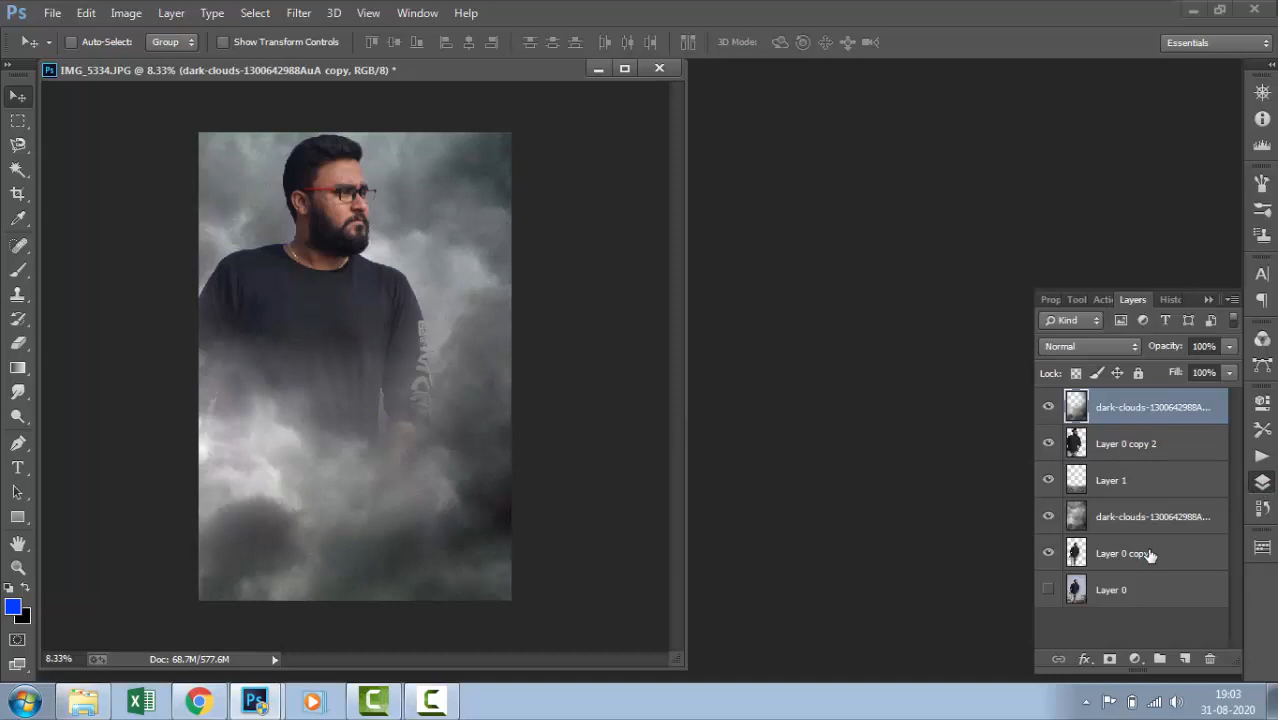 Ps File Edit Image Layer Type Select Filter 3D View Window Help
Auto-Select: Group Show Transform Controls 3D Mode: Essentials
IMG_5334.JPG @ 8.33% (dark-clouds-1300642988AuA copy, RGB/8) *
Prop Tool Acti Layers Histo
Kind
Normal Opacity: 100%
Lock: Fill: 100%
dark-clouds-1300642988A...
Layer 0 copy 2
Layer 1
dark-clouds-1300642988A...
Layer 0 copy
Layer 0
8.33% Doc: 68.7M/577.6M
19:03
31-08-2020